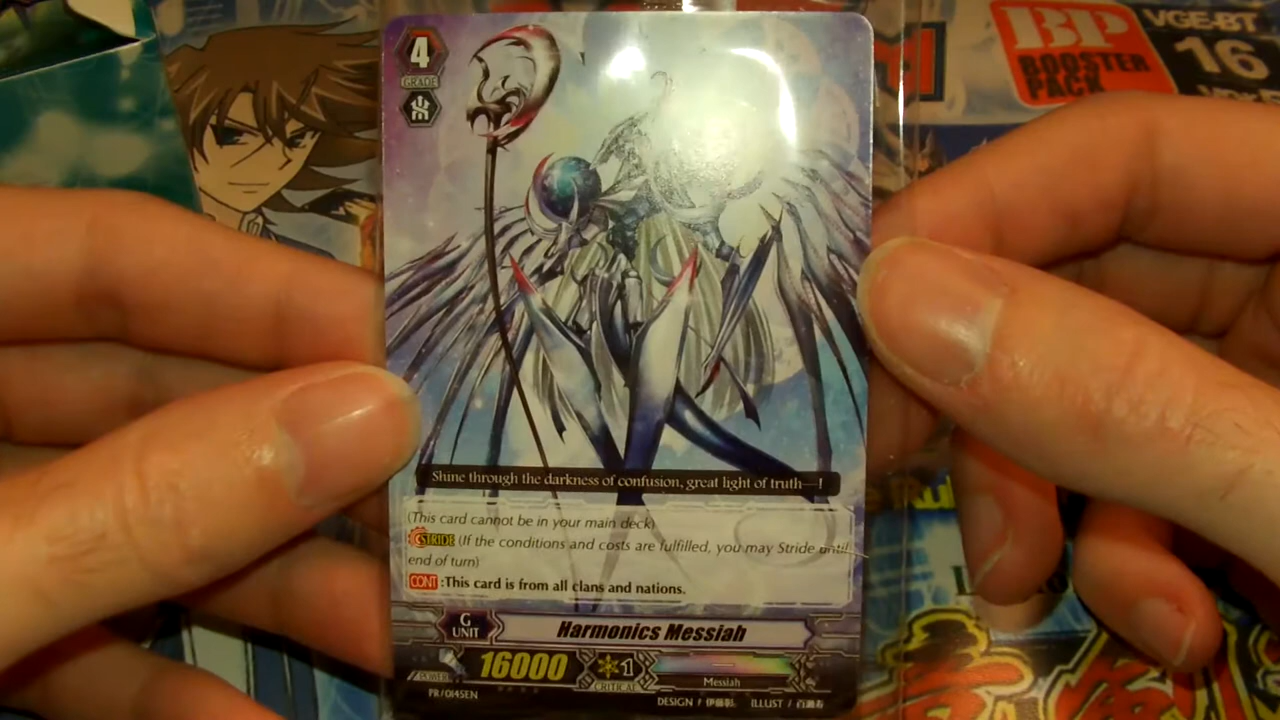 4
GRADE
BP
BOOSTER
PACK
VGE-BT
16
Shine through the darkness of confusion, great light of truth—!
(This card cannot be in your main deck)
STRIDE (If the conditions and costs are fulfilled, you may Stride until
end of turn)
CONT :This card is from all clans and nations.
G
UNIT
Harmonics Messiah
POWER 16000
1
CRITICAL
Messiah
PR/0145EN
DESIGN / 伊藤彰 ILLUST / 百瀬寿